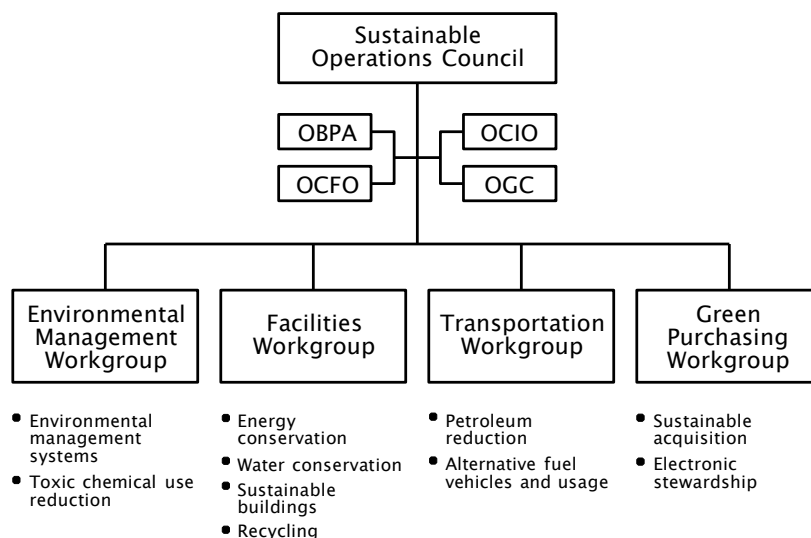 Sustainable
Operations Council
OBPA
OCIO
OCFO
OGC
Environmental
Management
Workgroup
Facilities
Workgroup
Transportation
Workgroup
Green
Purchasing
Workgroup
• Environmental
management
systems
• Toxic chemical use
reduction
• Energy
conservation
• Water conservation
• Sustainable
buildings
• Recycling
• Petroleum
reduction
• Alternative fuel
vehicles and usage
• Sustainable
acquisition
• Electronic
stewardship